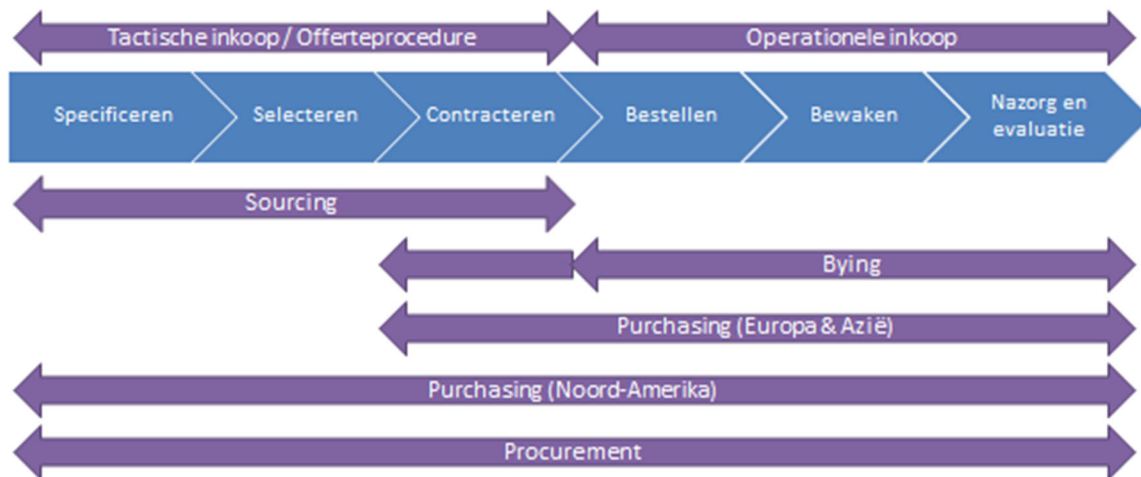 Tactische inkoop / Offerteprocedure
Operationele inkoop
Specificeren
Selecteren
Contracteren
Bestellen
Bewaken
Nazorg en
evaluatie
Sourcing
Bying
Purchasing (Europa & Azië)
Purchasing (Noord-Amerika)
Procurement